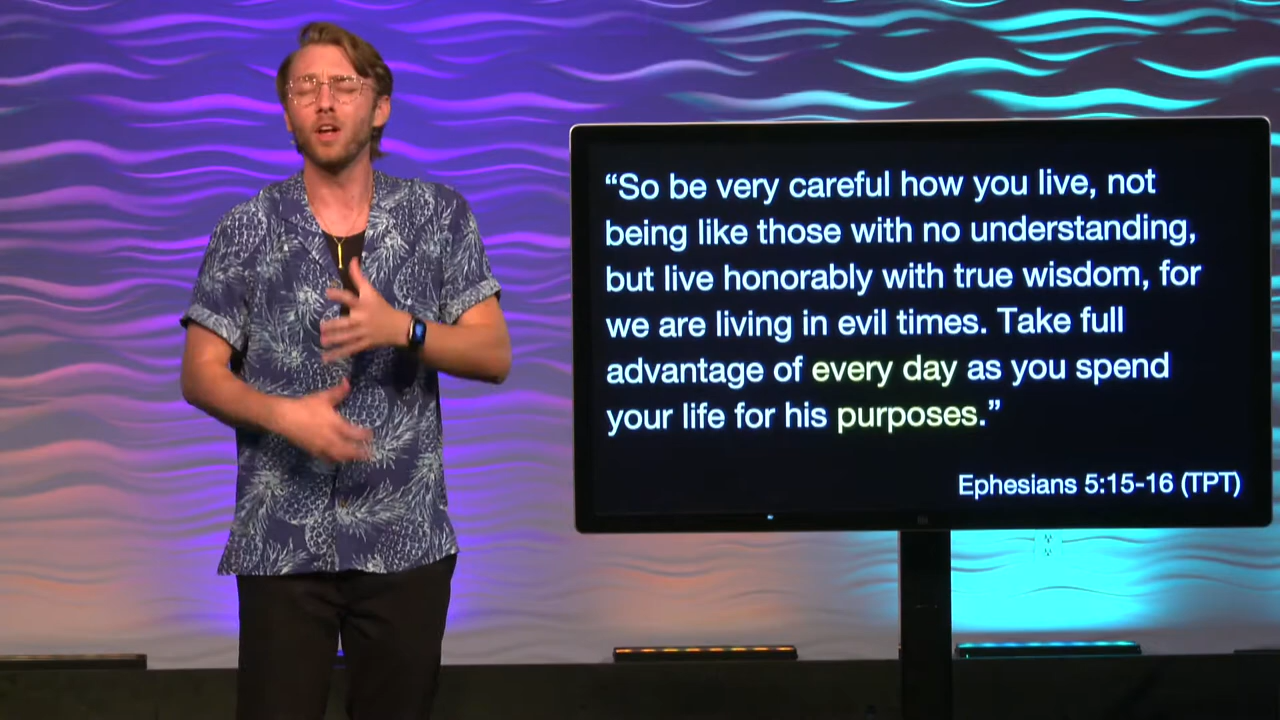 “So be very careful how you live, not
being like those with no understanding,
but live honorably with true wisdom, for
we are living in evil times. Take full
advantage of every day as you spend
your life for his purposes.”
Ephesians 5:15-16 (TPT)